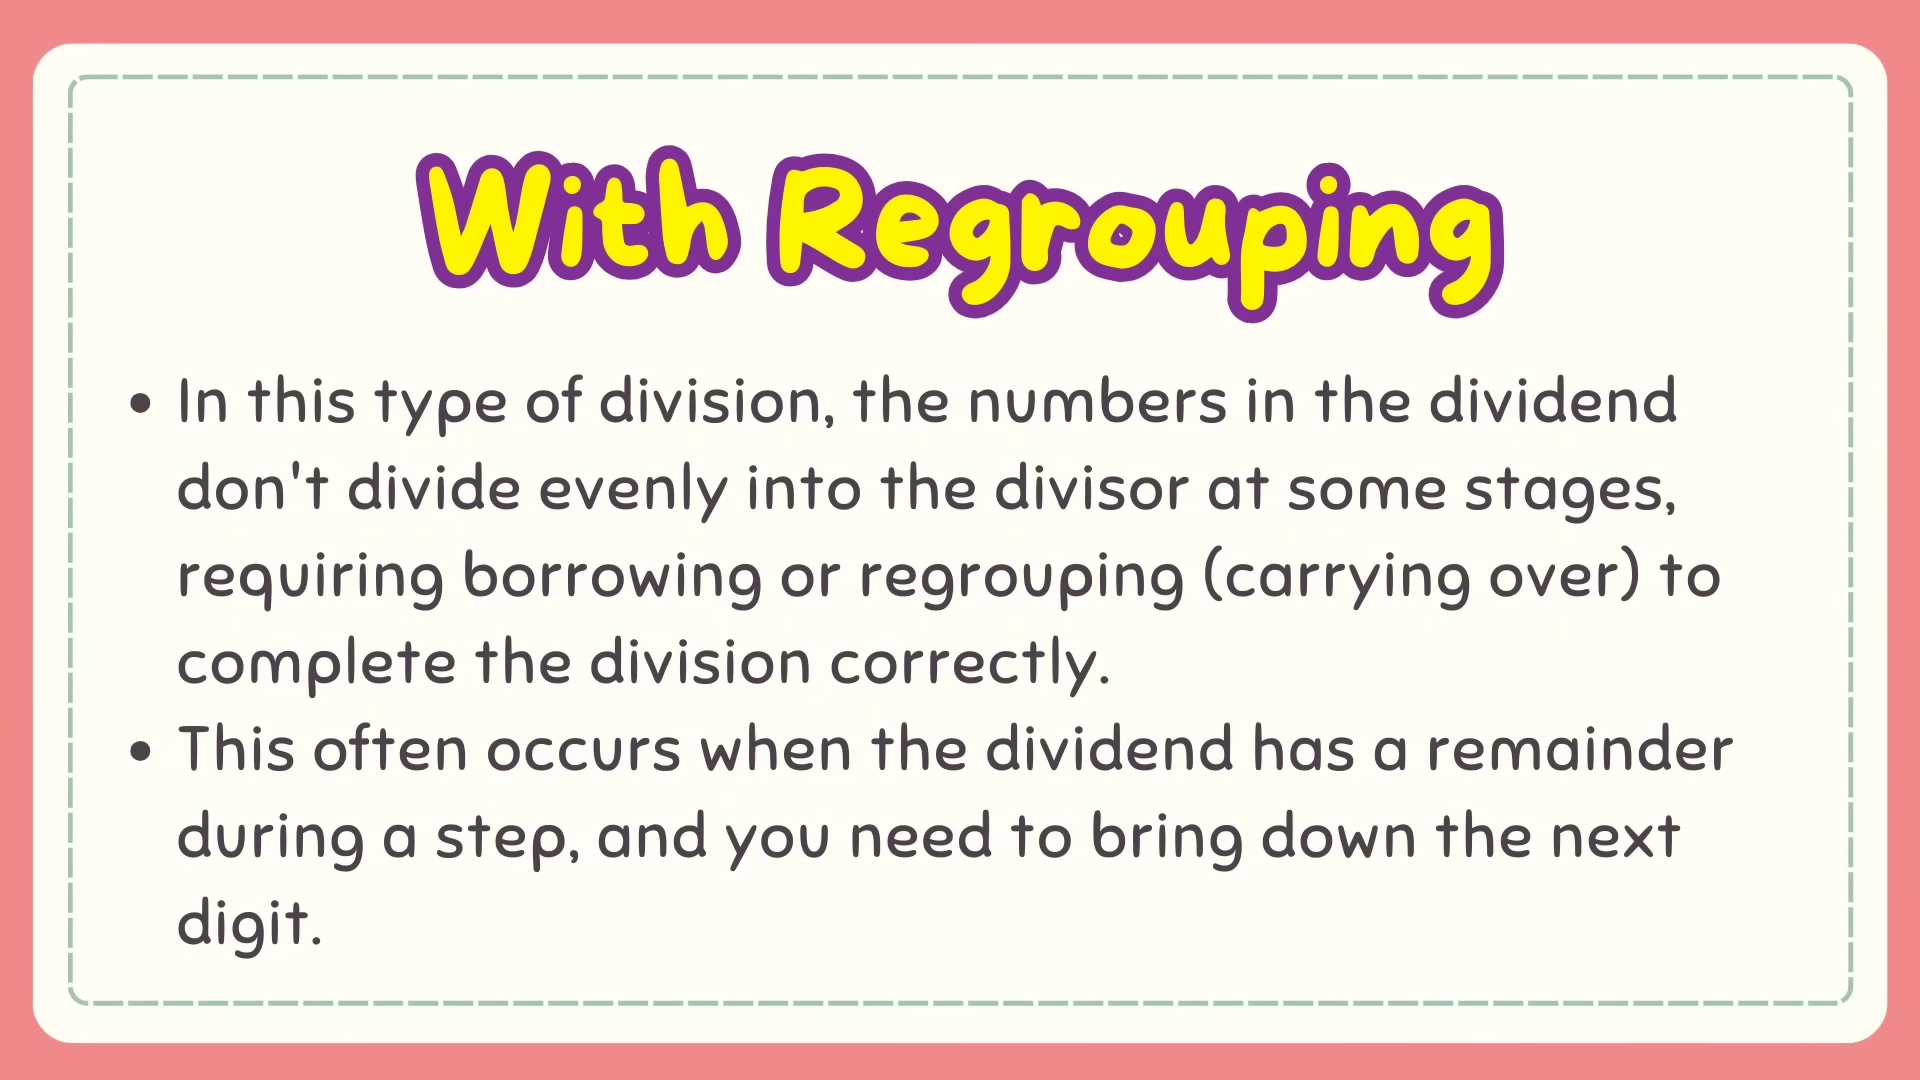 With Regrouping
• In this type of division, the numbers in the dividend
don't divide evenly into the divisor at some stages,
requiring borrowing or regrouping (carrying over) to
complete the division correctly.
• This often occurs when the dividend has a remainder
during a step, and you need to bring down the next
digit.